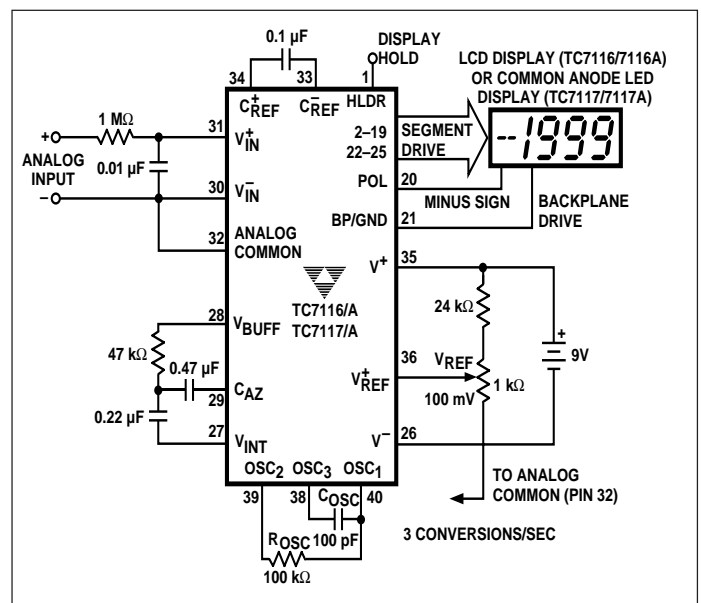 0.1 µF
34
33
C+REF
C–REF
DISPLAY
HOLD
1
HLDR
LCD DISPLAY (TC7116/7116A)
OR COMMON ANODE LED
DISPLAY (TC7117/7117A)
-1999
1 MΩ
+
ANALOG
INPUT
–
0.01 µF
31
V+IN
30
V–IN
32
ANALOG
COMMON
2–19
22–25
SEGMENT
DRIVE
POL
20
MINUS SIGN
BP/GND
21
BACKPLANE
DRIVE
V+
35
TC7116/A
TC7117/A
24 kΩ
+
9V
28
VBUFF
47 kΩ
0.47 µF
CAZ
29
0.22 µF
27
VINT
36
V+REF
VREF
100 mV
1 kΩ
V–
26
OSC2
OSC3
OSC1
39
38
40
COSC
100 pF
ROSC
100 kΩ
TO ANALOG
COMMON (PIN 32)
3 CONVERSIONS/SEC